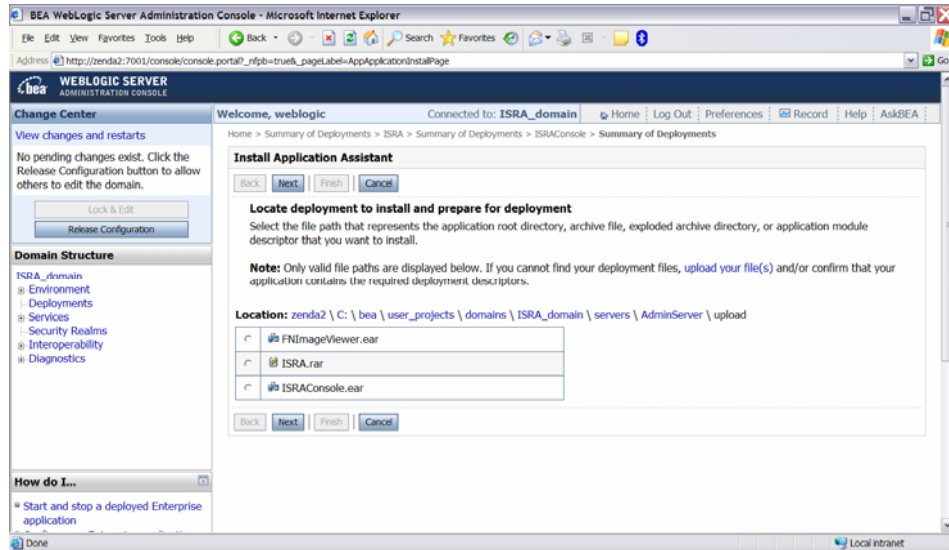 BEA WebLogic Server Administration Console - Microsoft Internet Explorer
File Edit View Favorites Tools Help
Back Search Favorites
Address http://zenda2:7001/console/console.portal?_nfpb=true&_pageLabel=AppApplicationInstallPage Go
bea WEBLOGIC SERVER
ADMINISTRATION CONSOLE
Change Center
View changes and restarts
No pending changes exist. Click the
Release Configuration button to allow
others to edit the domain.
Lock & Edit
Release Configuration
Domain Structure
ISRA_domain
Environment
Deployments
Services
Security Realms
Interoperability
Diagnostics
How do I...
Start and stop a deployed Enterprise
application
Welcome, weblogic Connected to: ISRA_domain Home Log Out Preferences Record Help AskBEA
Home > Summary of Deployments > ISRA > Summary of Deployments > ISRAConsole > Summary of Deployments
Install Application Assistant
Back Next Finish Cancel
Locate deployment to install and prepare for deployment
Select the file path that represents the application root directory, archive file, exploded archive directory, or application module
descriptor that you want to install.
Note: Only valid file paths are displayed below. If you cannot find your deployment files, upload your file(s) and/or confirm that your
application contains the required deployment descriptors.
Location: zenda2 \ C: \ bea \ user_projects \ domains \ ISRA_domain \ servers \ AdminServer \ upload
FNImageViewer.ear
ISRA.rar
ISRAConsole.ear
Back Next Finish Cancel
Done Local intranet